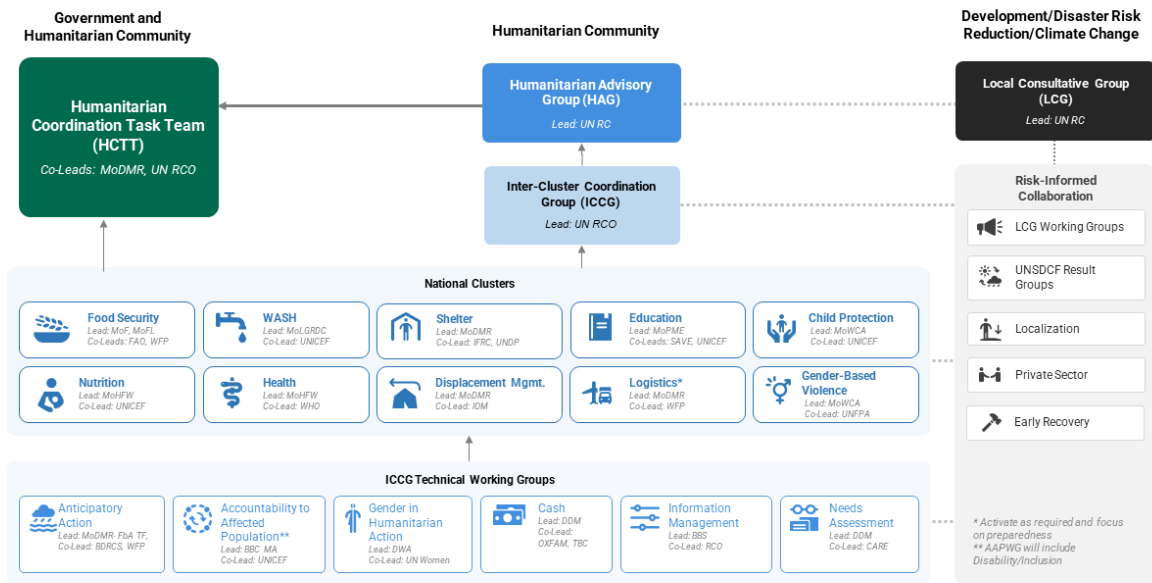 Government and
Humanitarian Community
Humanitarian Community
Development/Disaster Risk
Reduction/Climate Change
Humanitarian
Coordination Task Team
(HCTT)
Co-Leads: MoDMR, UN RCO
Humanitarian Advisory
Group (HAG)
Lead: UN RC
Local Consultative Group
(LCG)
Lead: UN RC
Inter-Cluster Coordination
Group (ICCG)
Lead: UN RCO
Risk-Informed
Collaboration
LCG Working Groups
UNSDCF Result
Groups
Localization
Private Sector
Early Recovery
National Clusters
Food Security
Lead: MoF, MoFL
Co-Leads: FAO, WFP
WASH
Lead: MoLGRDC
Co-Lead: UNICEF
Shelter
Lead: MoDMR
Co-Lead: IFRC, UNDP
Education
Lead: MoPME
Co-Leads: SAVE, UNICEF
Child Protection
Lead: MoWCA
Co-Lead: UNICEF
Nutrition
Lead: MoHFW
Co-Lead: UNICEF
Health
Lead: MoHFW
Co-Lead: WHO
Displacement Mgmt.
Lead: MoDMR
Co-Lead: IOM
Logistics*
Lead: MoDMR
Co-Lead; WFP
Gender-Based
Violence
Lead: MoWCA
Co-Lead: UNFPA
ICCG Technical Working Groups
Anticipatory
Action
Lead: MoDMR- FbA TF,
Co-Lead: BDRCS, WFP
Accountability to
Affected
Population**
Lead: BBC MA
Co-Lead: UNICEF
Gender in
Humanitarian
Action
Lead: DWA
Co-Lead: UN Women
Cash
Lead: DDM
Co-Lead:
OXFAM, TBC
Information
Management
Lead: BBS
Co-Lead: RCO
Needs
Assessment
Lead: DDM
Co-Lead: CARE
* Activate as required and focus
on preparedness
** AAPWG will include
Disability/Inclusion